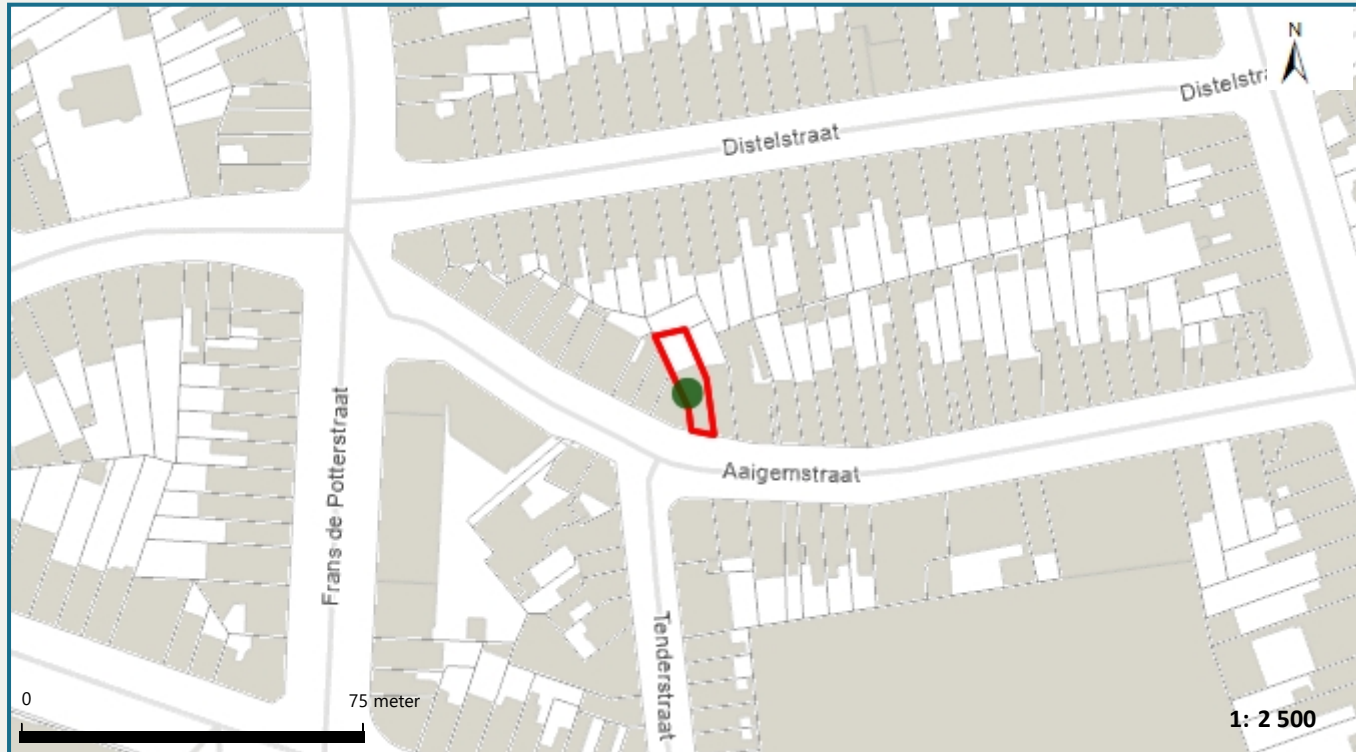 N
Distelstra
Distelstraat
Aaigemstraat
Frans de Potterstraat
Tenderstraat
0
75 meter
1: 2 500